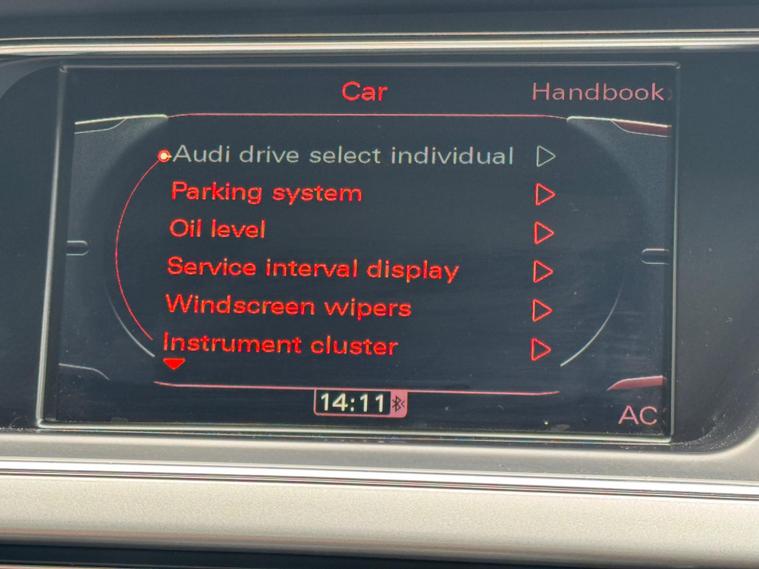 Car
Handbook
Audi drive select individual
Parking system
Oil level
Service interval display
Windscreen wipers
Instrument cluster
14:11
AC